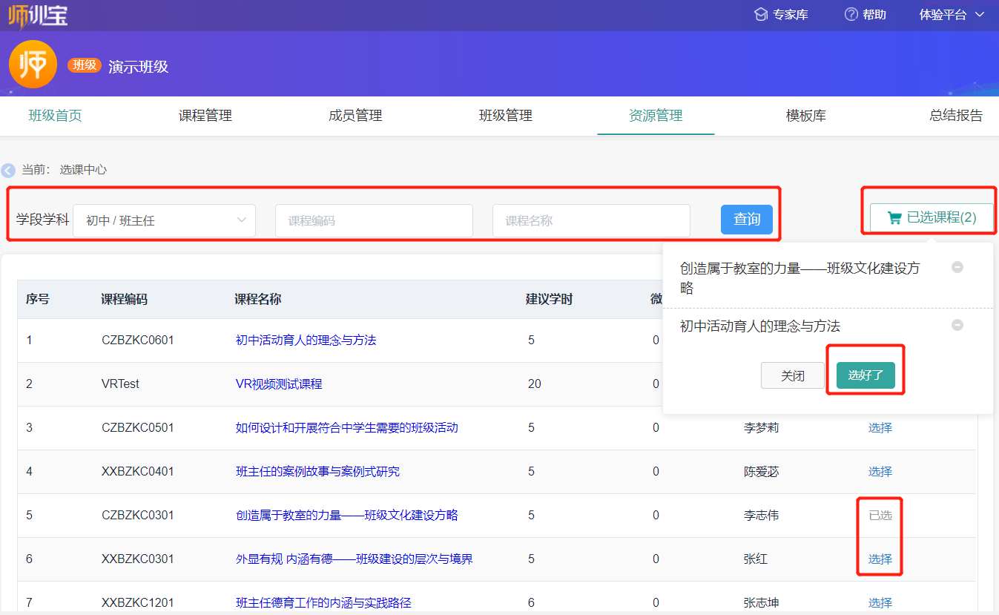 师训宝
专家库 帮助 体验平台
师 班级 演示班级
班级首页 课程管理 成员管理 班级管理 资源管理 模板库 总结报告
当前: 选课中心
学段学科 初中 / 班主任 课程编码 课程名称 查询 已选课程(2)
创造属于教室的力量——班级文化建设方
略
初中活动育人的理念与方法
关闭 选好了
序号 课程编码 课程名称 建议学时 微
1 CZBZKC0601 初中活动育人的理念与方法 5 0
2 VRTest VR视频测试课程 20 0
3 CZBZKC0501 如何设计和开展符合中学生需要的班级活动 5 0 李梦莉 选择
4 XXBZKC0401 班主任的案例故事与案例式研究 5 0 陈爱苾 选择
5 CZBZKC0301 创造属于教室的力量——班级文化建设方略 5 0 李志伟 已选
6 XXBZKC0301 外显有规 内涵有德——班级建设的层次与境界 5 0 张红 选择
7 XXBZKC1201 班主任德育工作的内涵与实践路径 6 0 张志坤 选择